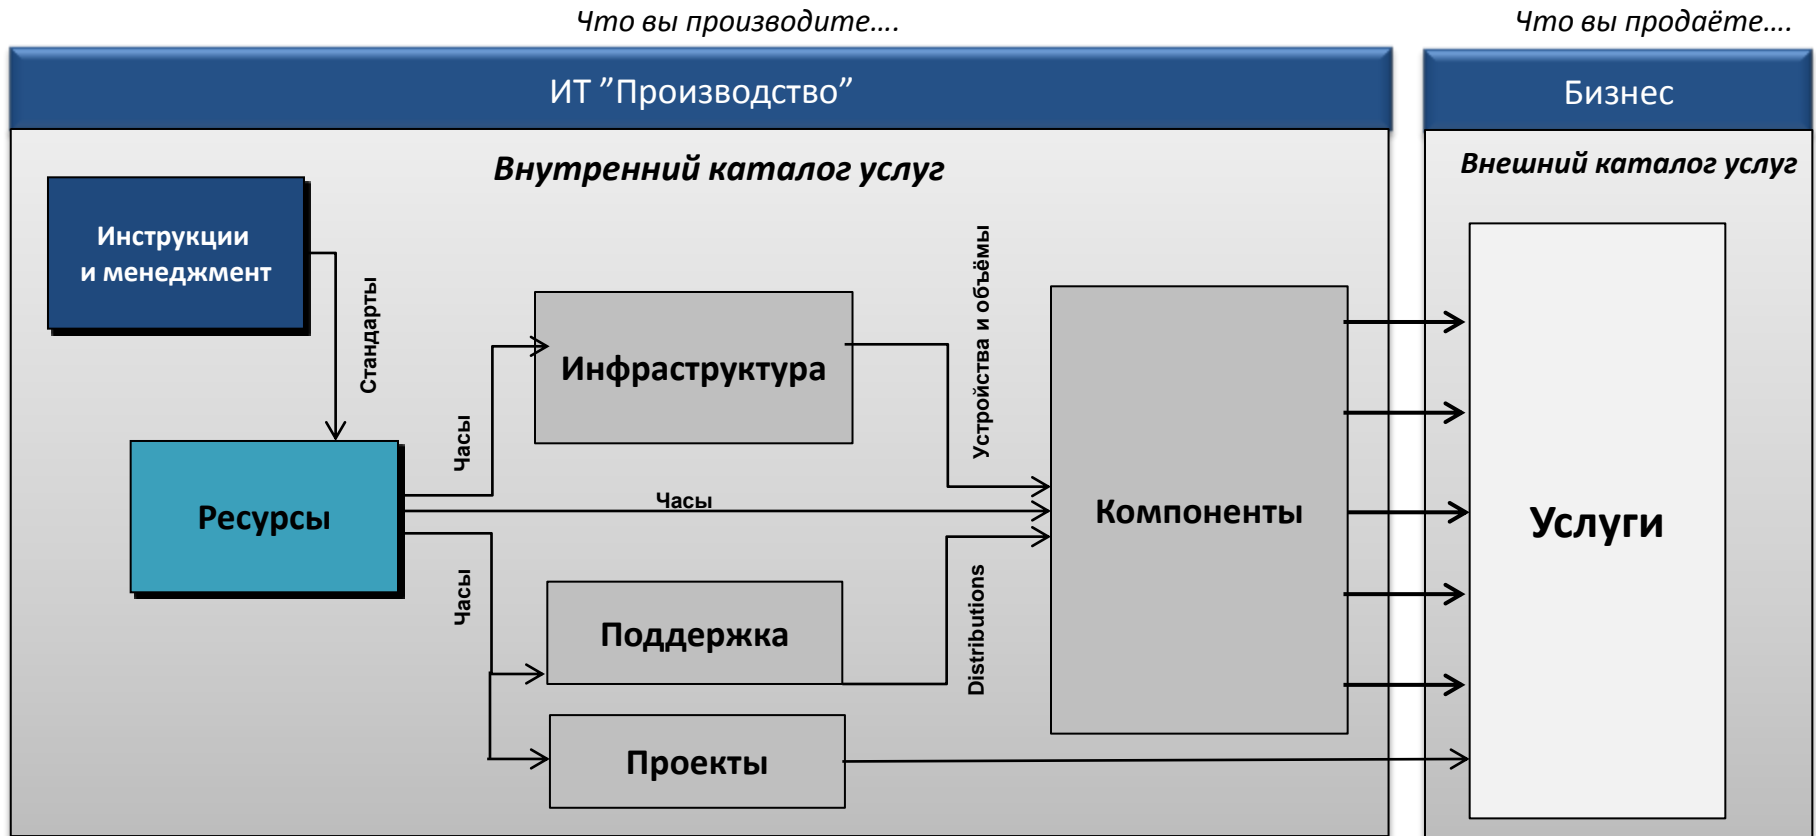 Что вы производите....
Что вы продаёте....
ИТ ”Производство”
Бизнес
Внутренний каталог услуг
Внешний каталог услуг
Инструкции
и менеджмент
Стандарты
Часы
Инфраструктура
Устройства и объёмы
Ресурсы
Часы
Компоненты
Услуги
Часы
Поддержка
Distributions
Проекты